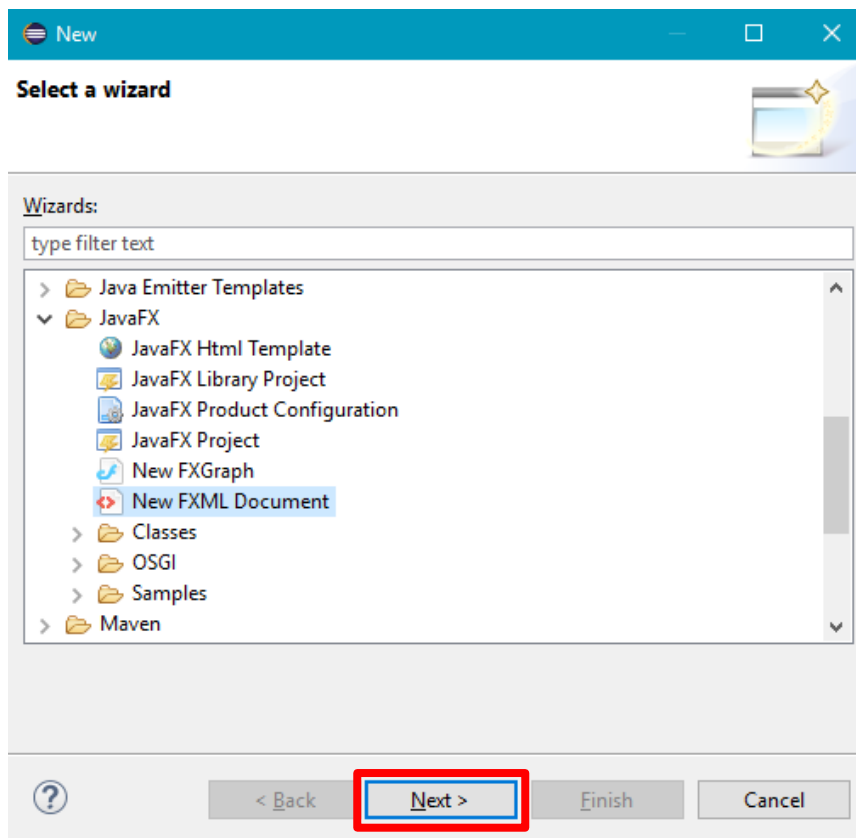 New
Select a wizard
Wizards:
type filter text
Java Emitter Templates
JavaFX
JavaFX Html Template
JavaFX Library Project
JavaFX Product Configuration
JavaFX Project
New FXGraph
New FXML Document
Classes
OSGI
Samples
Maven
? < Back Next > Finish Cancel